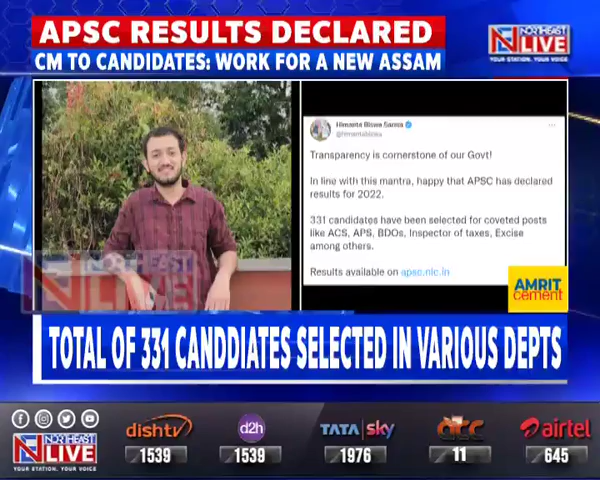 APSC RESULTS DECLARED
CM TO CANDIDATES: WORK FOR A NEW ASSAM
NORTHEAST
LIVE
YOUR STATION. YOUR VOICE
Himanta Biswa Sarma
@himantabiswa
Transparency is cornerstone of our Govt!
In line with this mantra, happy that APSC has declared
results for 2022.
331 candidates have been selected for coveted posts
like ACS, APS, BDOs, Inspector of taxes, Excise
among others.
Results available on apsc.nic.in
NORTHEAST
LIVE
AMRIT
cement
TOTAL OF 331 CANDDIATES SELECTED IN VARIOUS DEPTS
NORTHEAST
LIVE
YOUR STATION. YOUR VOICE
dishtv
1539
d2h
1539
TATA sky
1976
acc
11
airtel
645